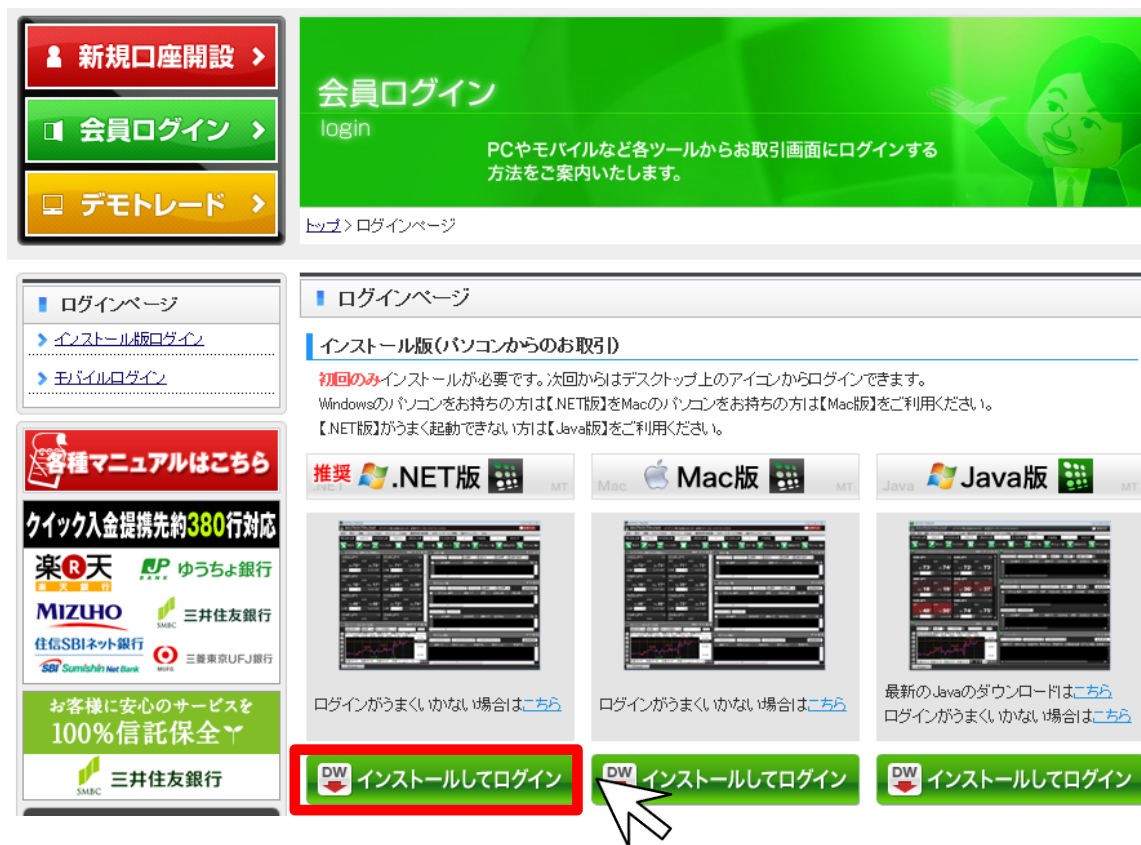 新規口座開設
会員ログイン
デモトレード
会員ログイン
login
PCやモバイルなど各ツールからお取引画面にログインする
方法をご案内いたします。
トップ > ログインページ
ログインページ
インストール版ログイン
モバイルログイン
各種マニュアルはこちら
クイック入金提携先約380行対応
楽R天
楽天銀行
JP BANK ゆうちょ銀行
MIZUHO
SMBC 三井住友銀行
住信SBIネット銀行
SBI Sumishin Net Bank
MUFG 三菱東京UFJ銀行
お客様に安心のサービスを
100%信託保全
SMBC 三井住友銀行
ログインページ
インストール版(パソコンからのお取引)
初回のみインストールが必要です。次回からはデスクトップ上のアイコンからログインできます。
Windowsのパソコンをお持ちの方は【.NET版】をMacのパソコンをお持ちの方は【Mac版】をご利用ください。
【.NET版】がうまく起動できない方は【Java版】をご利用ください。
推奨 .NET版 MT.
Mac Mac版 MT.
Java Java版 MT.
ログインがうまくいかない場合はこちら
ログインがうまくいかない場合はこちら
最新のJavaのダウンロードはこちら
ログインがうまくいかない場合はこちら
DW インストールしてログイン
DW インストールしてログイン
DW インストールしてログイン